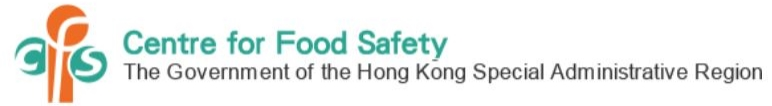 cfs
Centre for Food Safety
The Government of the Hong Kong Special Administrative Region